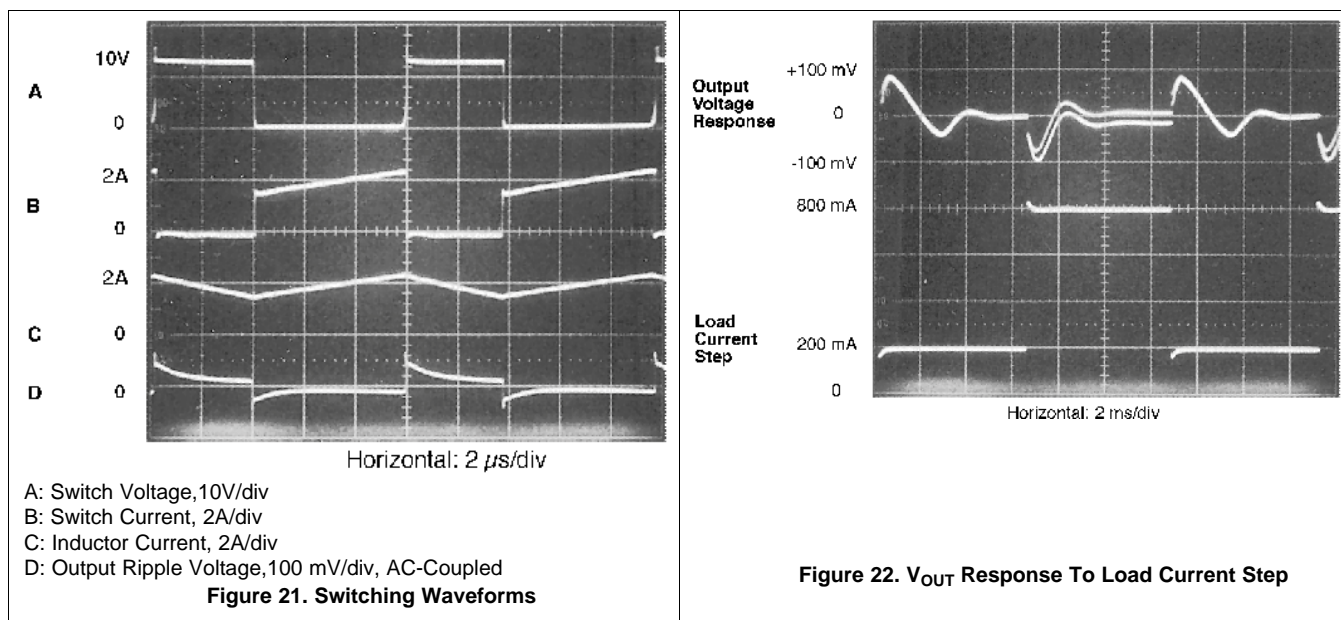 10V
A
0
2A
B
0
2A
C
0
D
0
Horizontal: 2 μs/div
A: Switch Voltage,10V/div
B: Switch Current, 2A/div
C: Inductor Current, 2A/div
D: Output Ripple Voltage,100 mV/div, AC-Coupled
Figure 21. Switching Waveforms
+100 mV
Output
Voltage
Response
0
-100 mV
800 mA
Load
Current
Step
200 mA
0
Horizontal: 2 ms/div
Figure 22. VOUT Response To Load Current Step